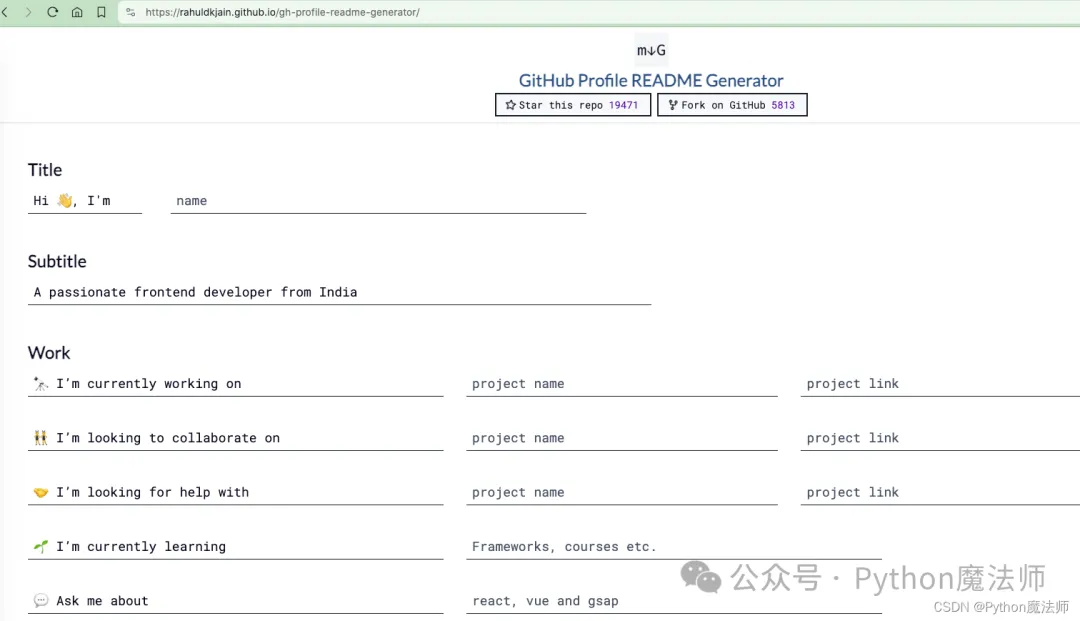 https://rahuldkjain.github.io/gh-profile-readme-generator/
m↓G
GitHub Profile README Generator
Star this repo 19471 Fork on GitHub 5813
Title
Hi 👋, I'm name
Subtitle
A passionate frontend developer from India
Work
🔭 I’m currently working on project name project link
👯 I’m looking to collaborate on project name project link
🤝 I’m looking for help with project name project link
🌱 I’m currently learning Frameworks, courses etc.
💬 Ask me about react, vue and gsap
公众号 · Python魔法师
CSDN @Python魔法师